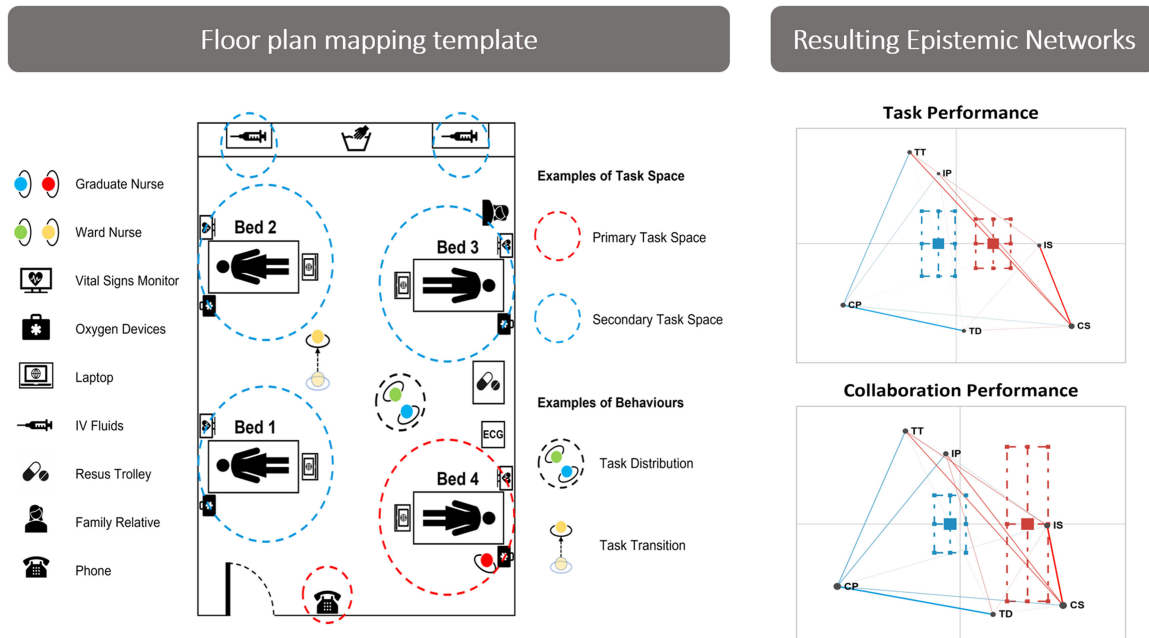 Floor plan mapping template
Resulting Epistemic Networks
Graduate Nurse
Ward Nurse
Vital Signs Monitor
Oxygen Devices
Laptop
IV Fluids
Resus Trolley
Family Relative
Phone
Bed 2
Bed 3
Bed 1
ECG
Bed 4
Examples of Task Space
Primary Task Space
Secondary Task Space
Examples of Behaviours
Task Distribution
Task Transition
Task Performance
TT
IP
IS
CP
TD
CS
Collaboration Performance
TT
IP
IS
CP
CS
TD